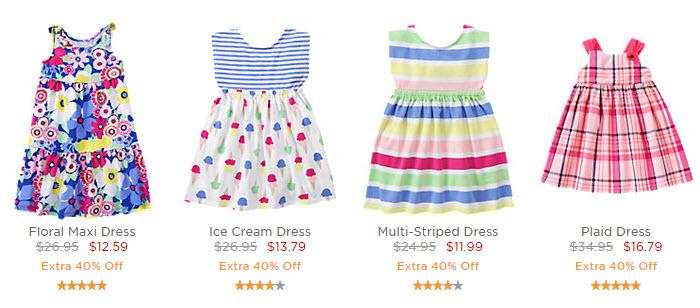 Floral Maxi Dress
$26.95 $12.59
Extra 40% Off
Ice Cream Dress
$26.95 $13.79
Extra 40% Off
Multi-Striped Dress
$24.95 $11.99
Extra 40% Off
Plaid Dress
$34.95 $16.79
Extra 40% Off